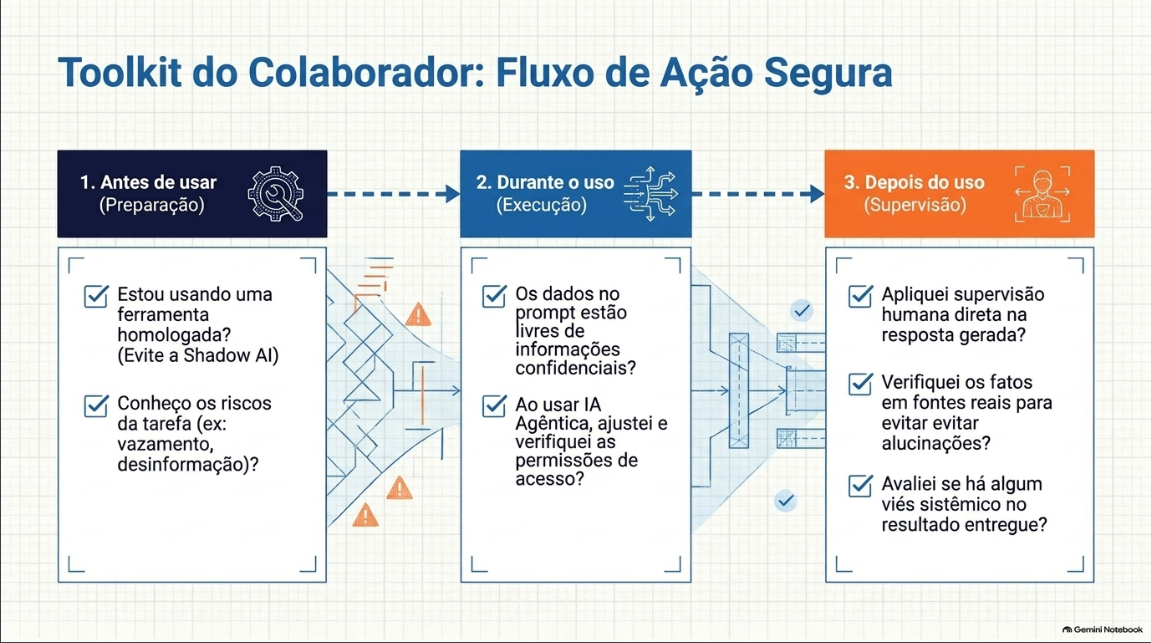 Toolkit do Colaborador: Fluxo de Ação Segura
1. Antes de usar
(Preparação)
Estou usando uma
ferramenta
homologada?
(Evite a Shadow AI)
Conheço os riscos
da tarefa (ex:
vazamento,
desinformação)?
2. Durante o uso
(Execução)
Os dados no
prompt estão
livres de
informações
confidenciais?
Ao usar IA
Agêntica, ajustei e
verifiquei as
permissões de
acesso?
3. Depois do uso
(Supervisão)
Apliquei supervisão
humana direta na
resposta gerada?
Verifiquei os fatos
em fontes reais para
evitar evitar
alucinações?
Avaliei se há algum
viés sistêmico no
resultado entregue?
Gemini Notebook